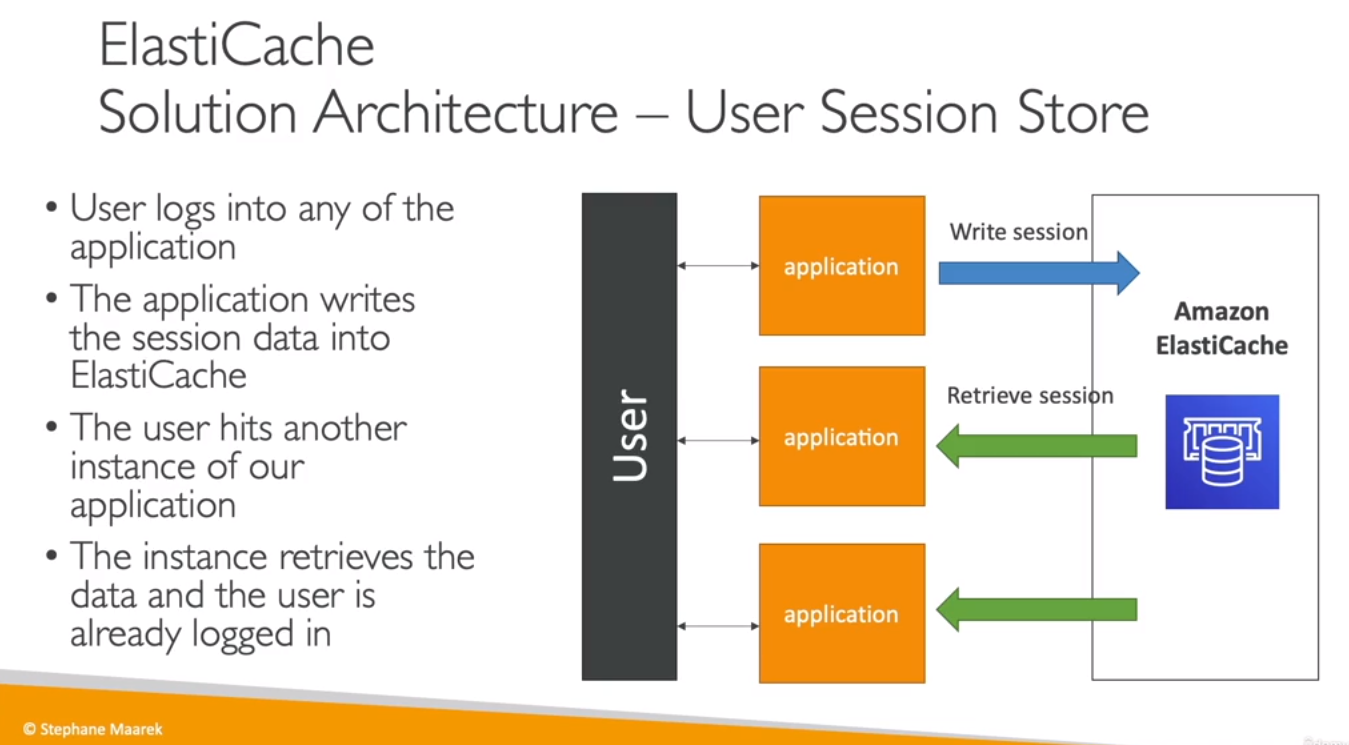 ElastiCache
Solution Architecture – User Session Store
• User logs into any of the
application
• The application writes
the session data into
ElastiCache
• The user hits another
instance of our
application
• The instance retrieves the
data and the user is
already logged in
User
application
Write session
application
Retrieve session
application
Amazon
ElastiCache
© Stephane Maarek